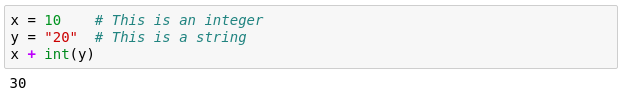 x = 10    # This is an integer
y = "20"  # This is a string
x + int(y)
30